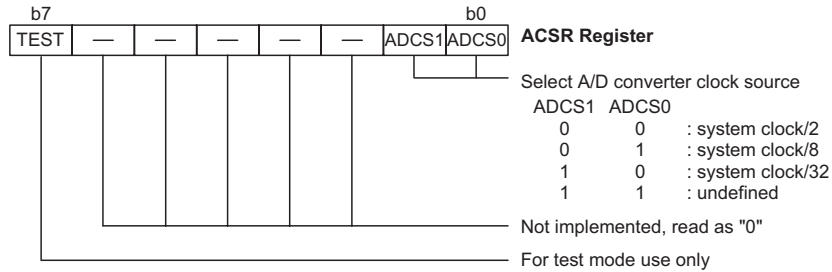 b7 b0
TEST — — — — — ADCS1 ADCS0 ACSR Register
Select A/D converter clock source
ADCS1 ADCS0
0 0 : system clock/2
0 1 : system clock/8
1 0 : system clock/32
1 1 : undefined
Not implemented, read as "0"
For test mode use only